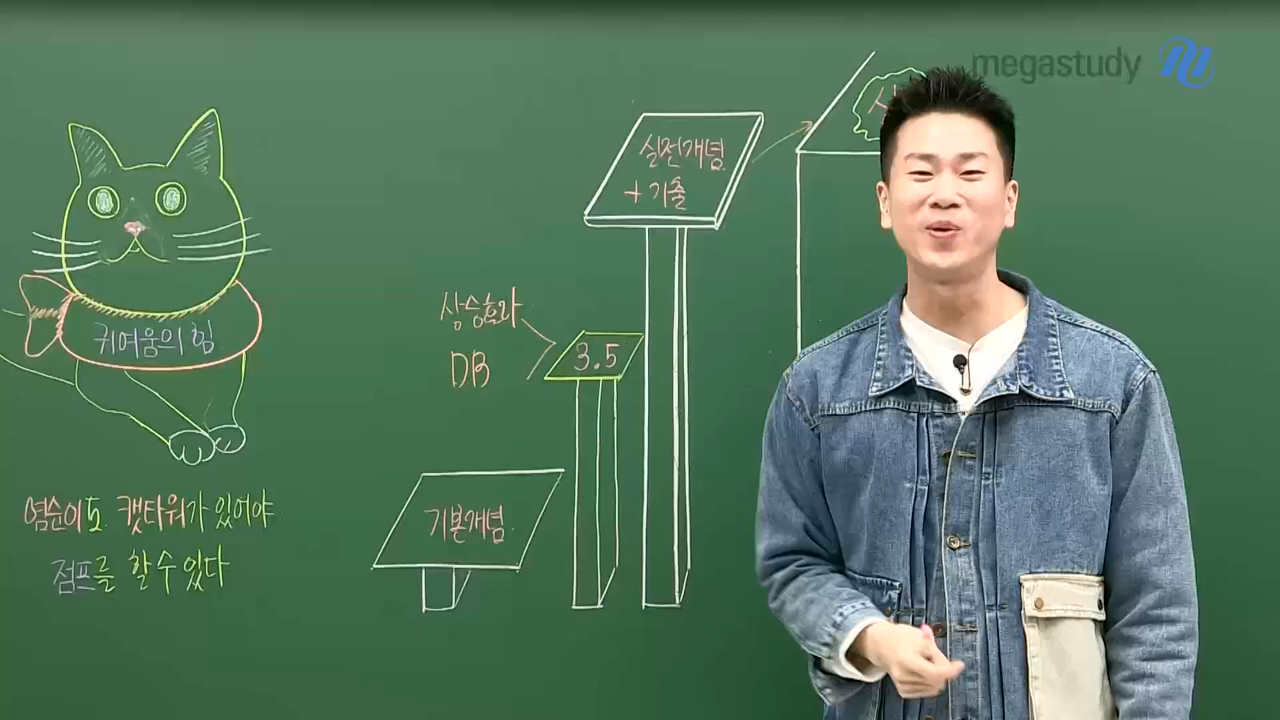 megastudy
귀여움의 힘
염순이도 캣타워가 있어야
점프를 할 수 있다
상승효과
DB
3.5
기본개념
실전개념
+ 기출